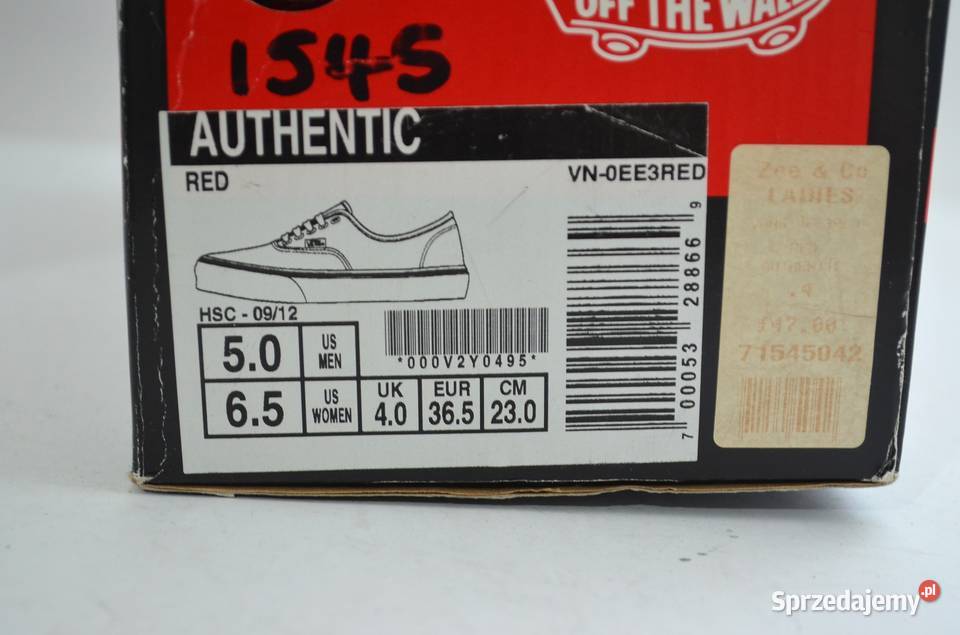 OFF THE WALL
1545
AUTHENTIC
RED
VN-0EE3RED
HSC - 09/12
5.0 US MEN
*000V2Y0495*
6.5 US WOMEN UK 4.0 EUR 36.5 CM 23.0
7 00053 28866 9
Zee & Co
LADIES
.4
£47.00
71545042
Sprzedajemy.pl